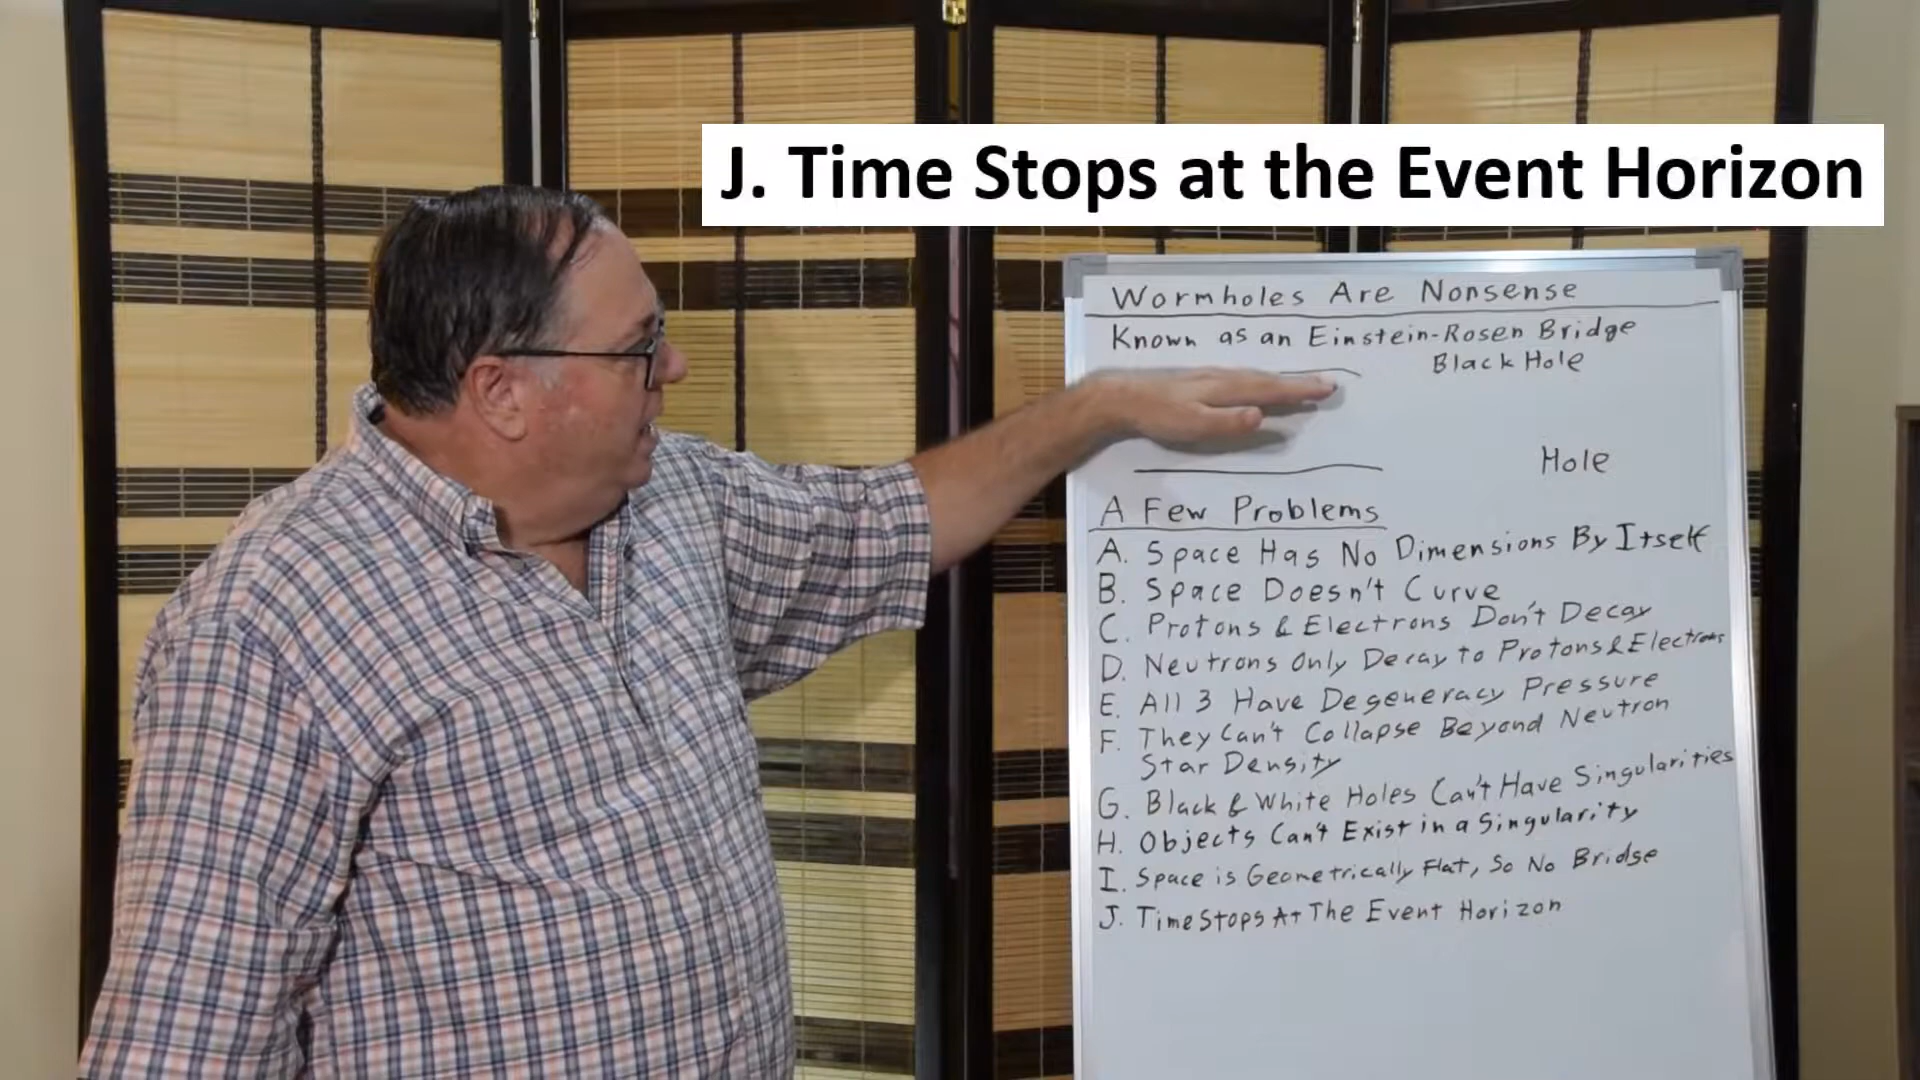 J. Time Stops at the Event Horizon
Wormholes Are Nonsense
Known as an Einstein-Rosen Bridge
Black Hole
Hole
A Few Problems
A. Space Has No Dimensions By Itself
B. Space Doesn't Curve
C. Protons & Electrons Don't Decay
D. Neutrons Only Decay to Protons & Electrons
E. All 3 Have Degeneracy Pressure
F. They Can't Collapse Beyond Neutron
Star Density
G. Black & White Holes Can't Have Singularities
H. Objects Can't Exist in a Singularity
I. Space is Geometrically Flat, So No Bridge
J. Time Stops At The Event Horizon